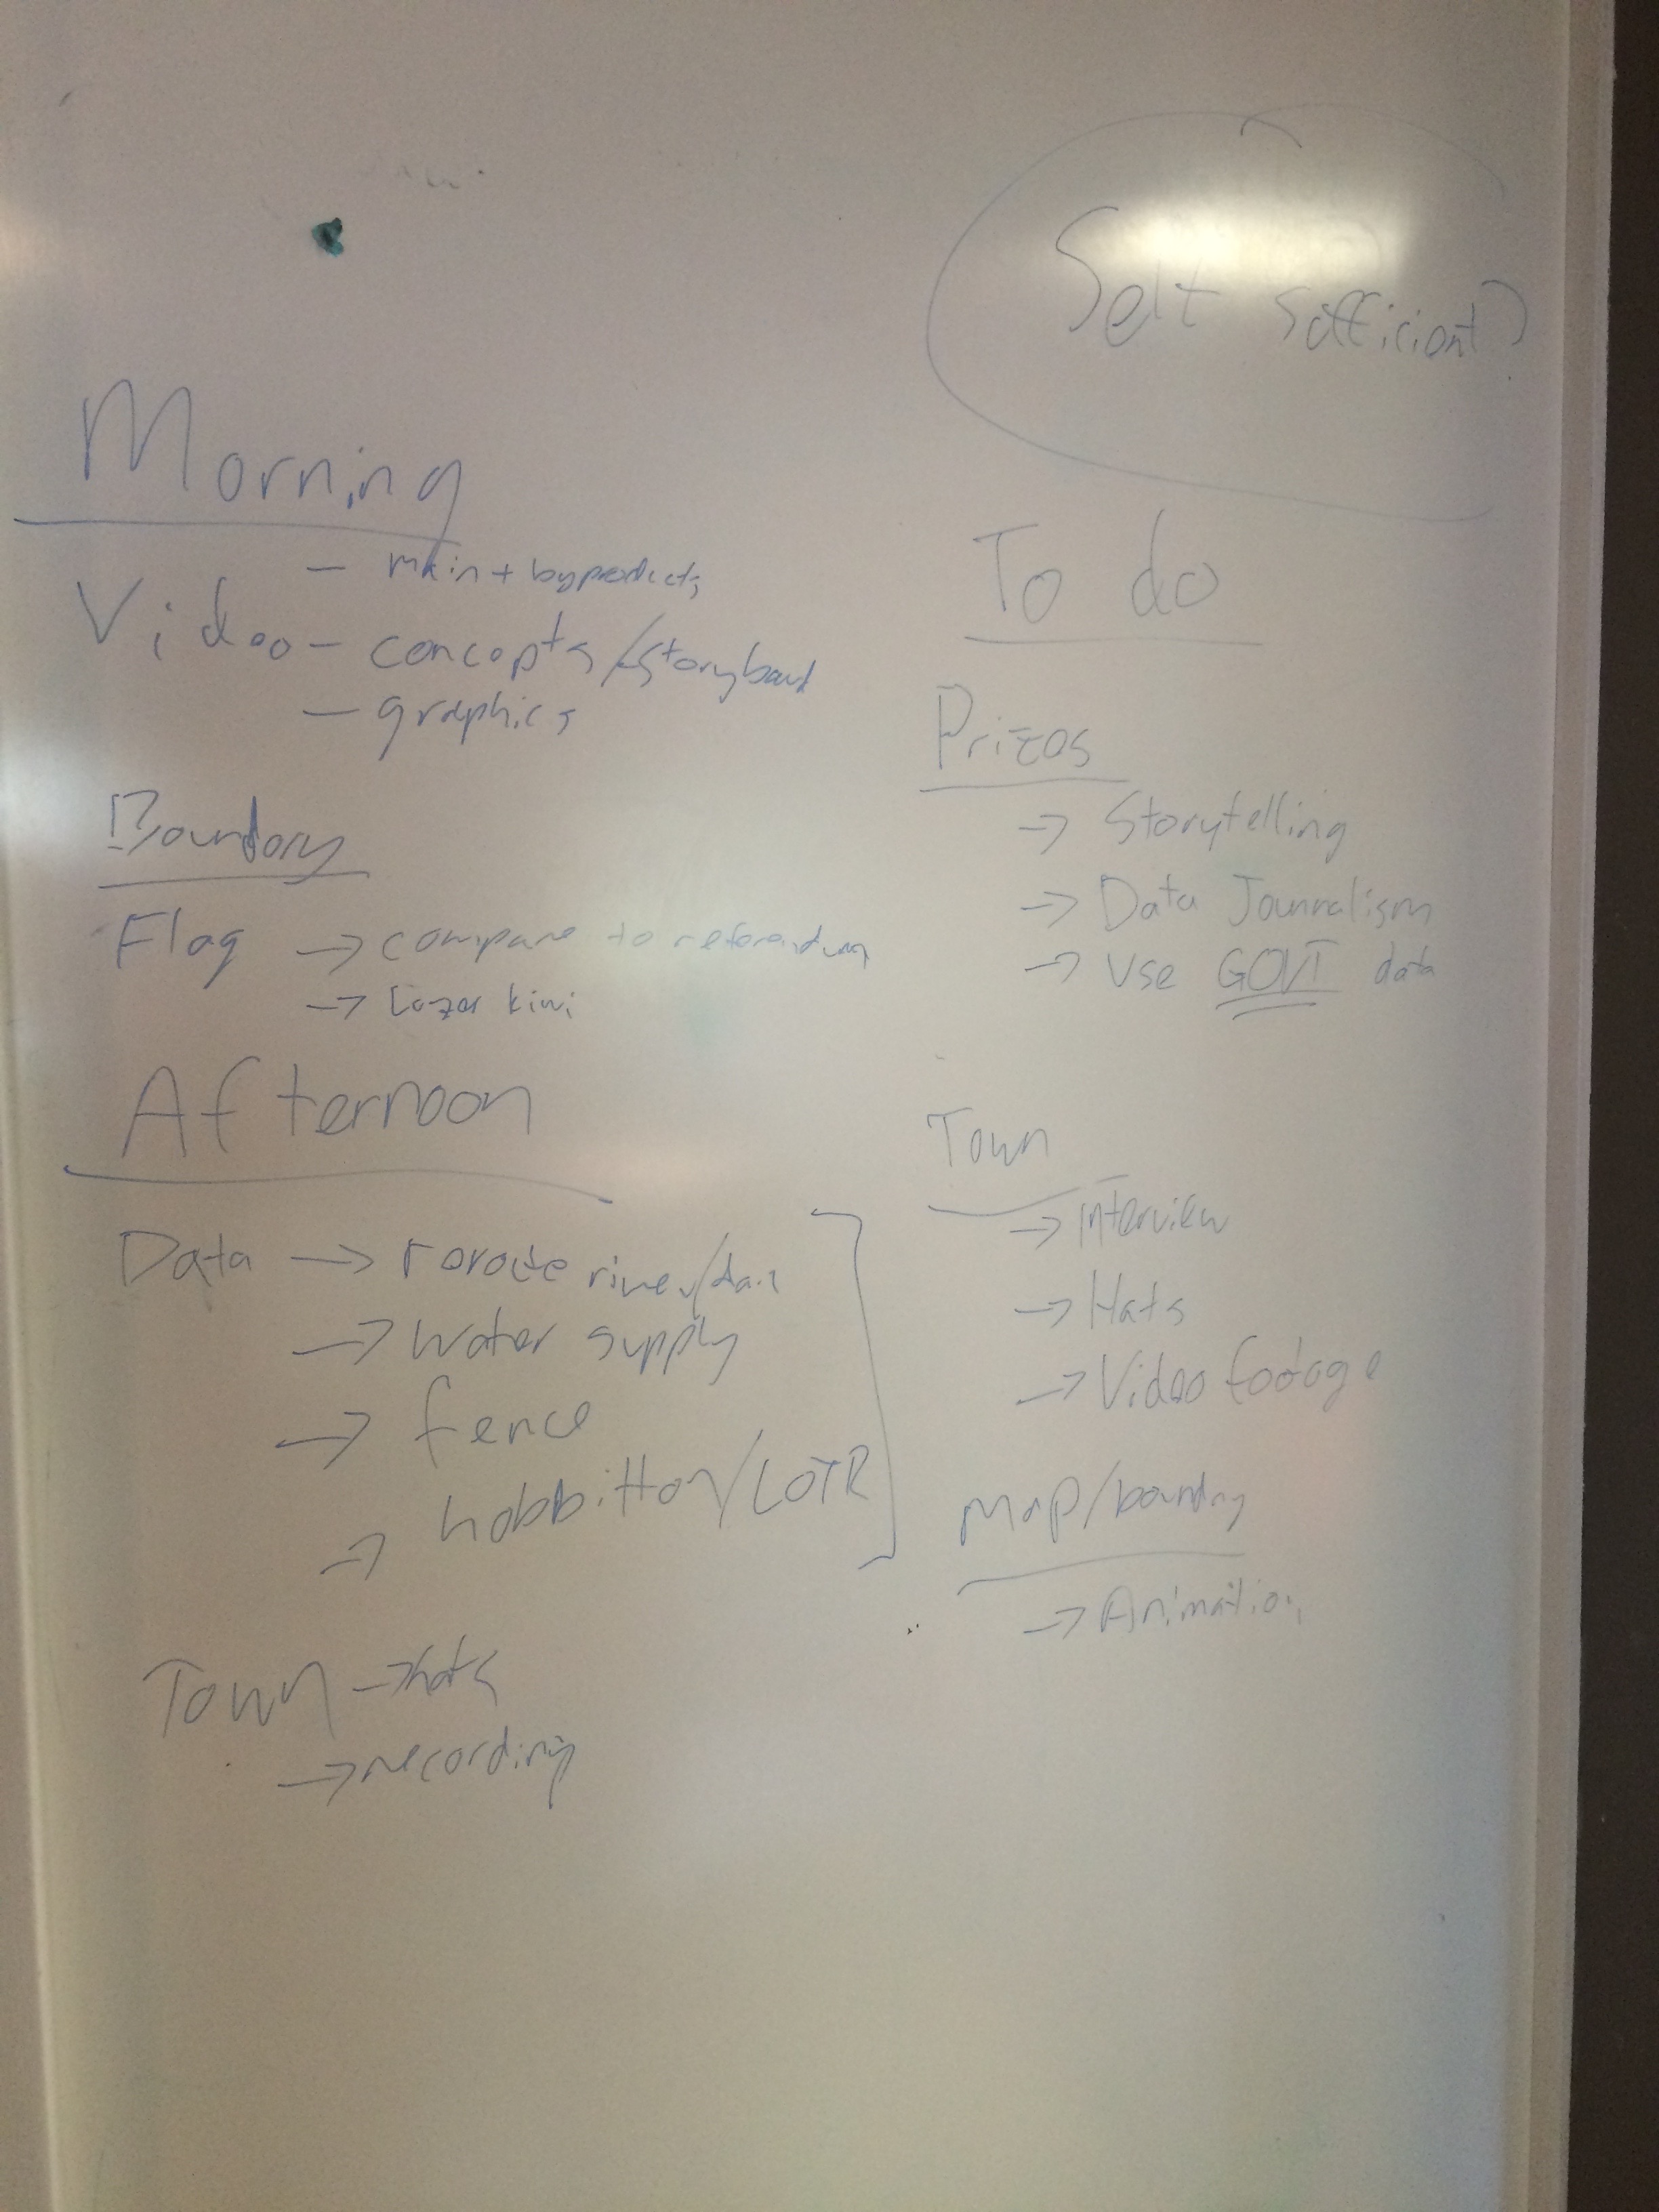 Self Sufficient?
Morning
- main + byproducts
Video - concepts/storyboard
- graphics
Boundary
Flag → compare to referendum
→ Lazer kiwi
Afternoon
Data → reroute river/dam
→ water supply
→ fence
→ hobbitton/LOTR
Town → hats
→ recording
To do
Prizes
→ Storytelling
→ Data Journalism
→ Use GOVT data
Town
→ Interview
→ Hats
→ Video footage
Map/boundary
→ Animation